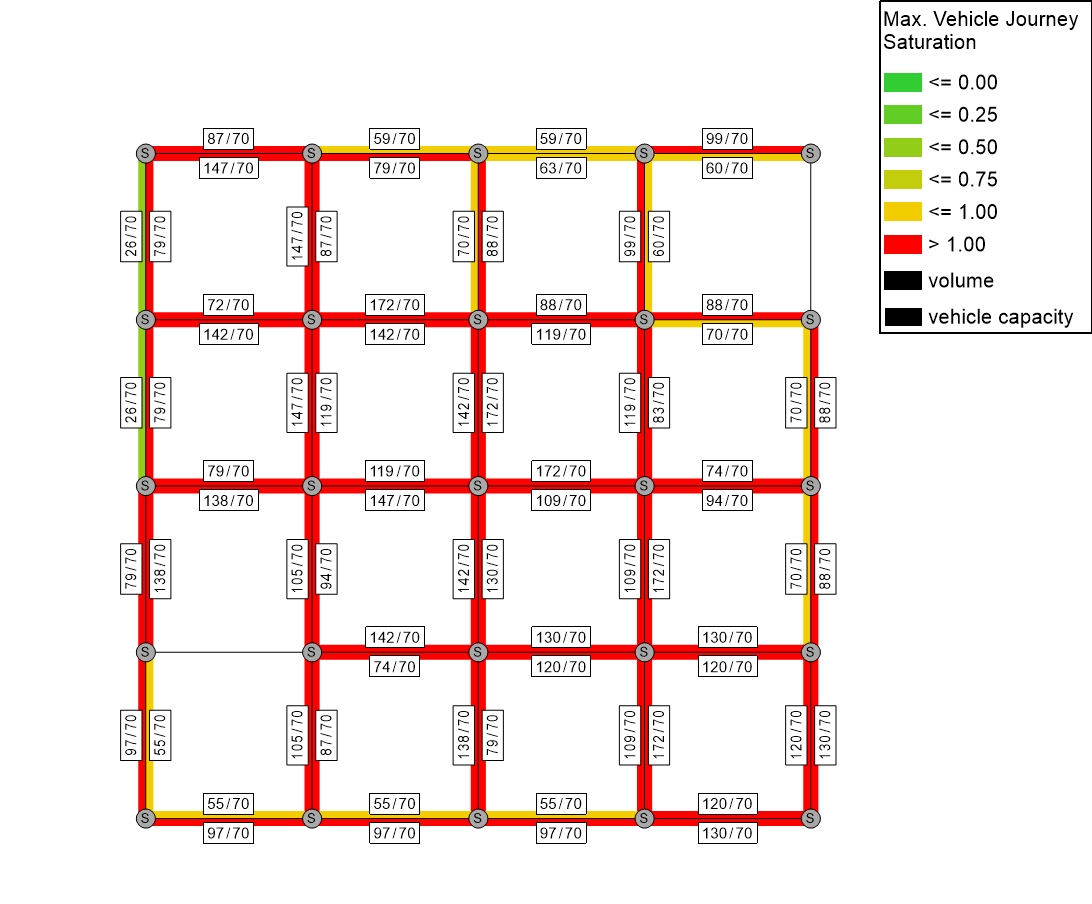 Max. Vehicle Journey
Saturation
<= 0.00
<= 0.25
<= 0.50
<= 0.75
<= 1.00
> 1.00
volume
vehicle capacity
87/70 59/70 59/70 99/70
S S S S S
147/70 79/70 63/70 60/70
26/70 79/70 147/70 87/70 70/70 88/70 99/70 60/70
72/70 172/70 88/70 88/70
S S S S S
142/70 142/70 119/70 70/70
26/70 79/70 147/70 119/70 142/70 172/70 119/70 83/70 70/70 88/70
79/70 119/70 172/70 74/70
S S S S S
138/70 147/70 109/70 94/70
79/70 138/70 105/70 94/70 142/70 130/70 109/70 172/70 70/70 88/70
142/70 130/70 130/70
S S S S S
74/70 120/70 120/70
97/70 55/70 105/70 87/70 138/70 79/70 109/70 172/70 120/70 130/70
55/70 55/70 55/70 120/70
S S S S S
97/70 97/70 97/70 130/70